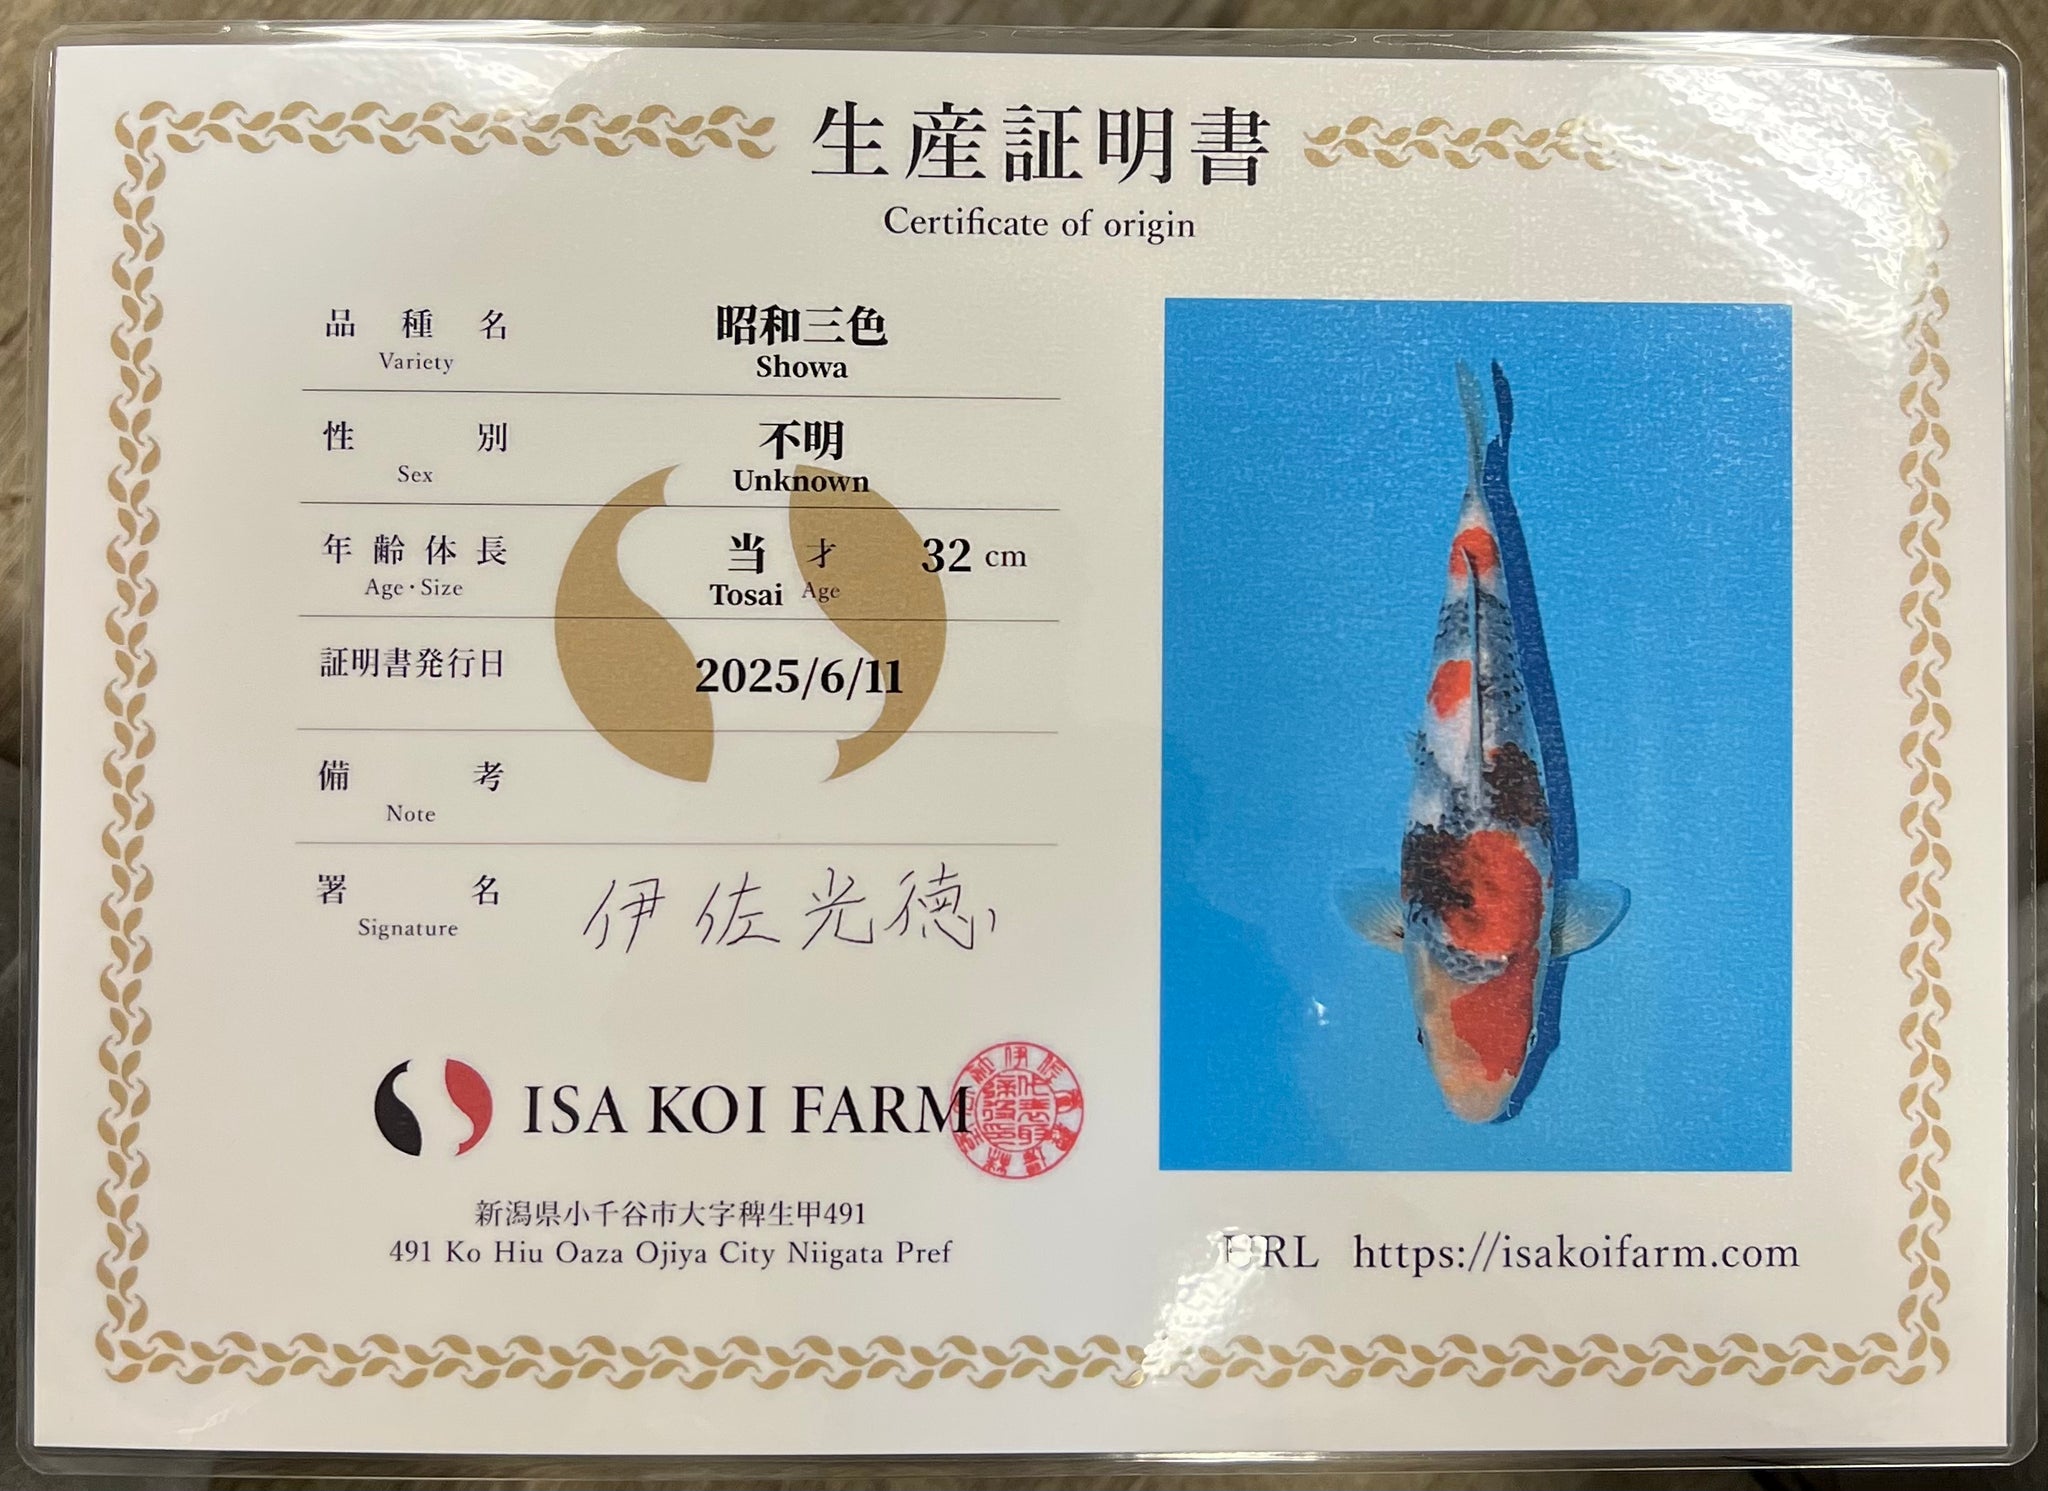 生産証明書
Certificate of origin
品種名 昭和三色
Variety Showa
性別 不明
Sex Unknown
年齢体長 当才 32 cm
Age・Size Tosai Age
証明書発行日 2025/6/11
備考
Note
署名 伊佐光徳
Signature
ISA KOI FARM
新潟県小千谷市大字稗生甲491
491 Ko Hiu Oaza Ojiya City Niigata Pref
URL https://isakoifarm.com